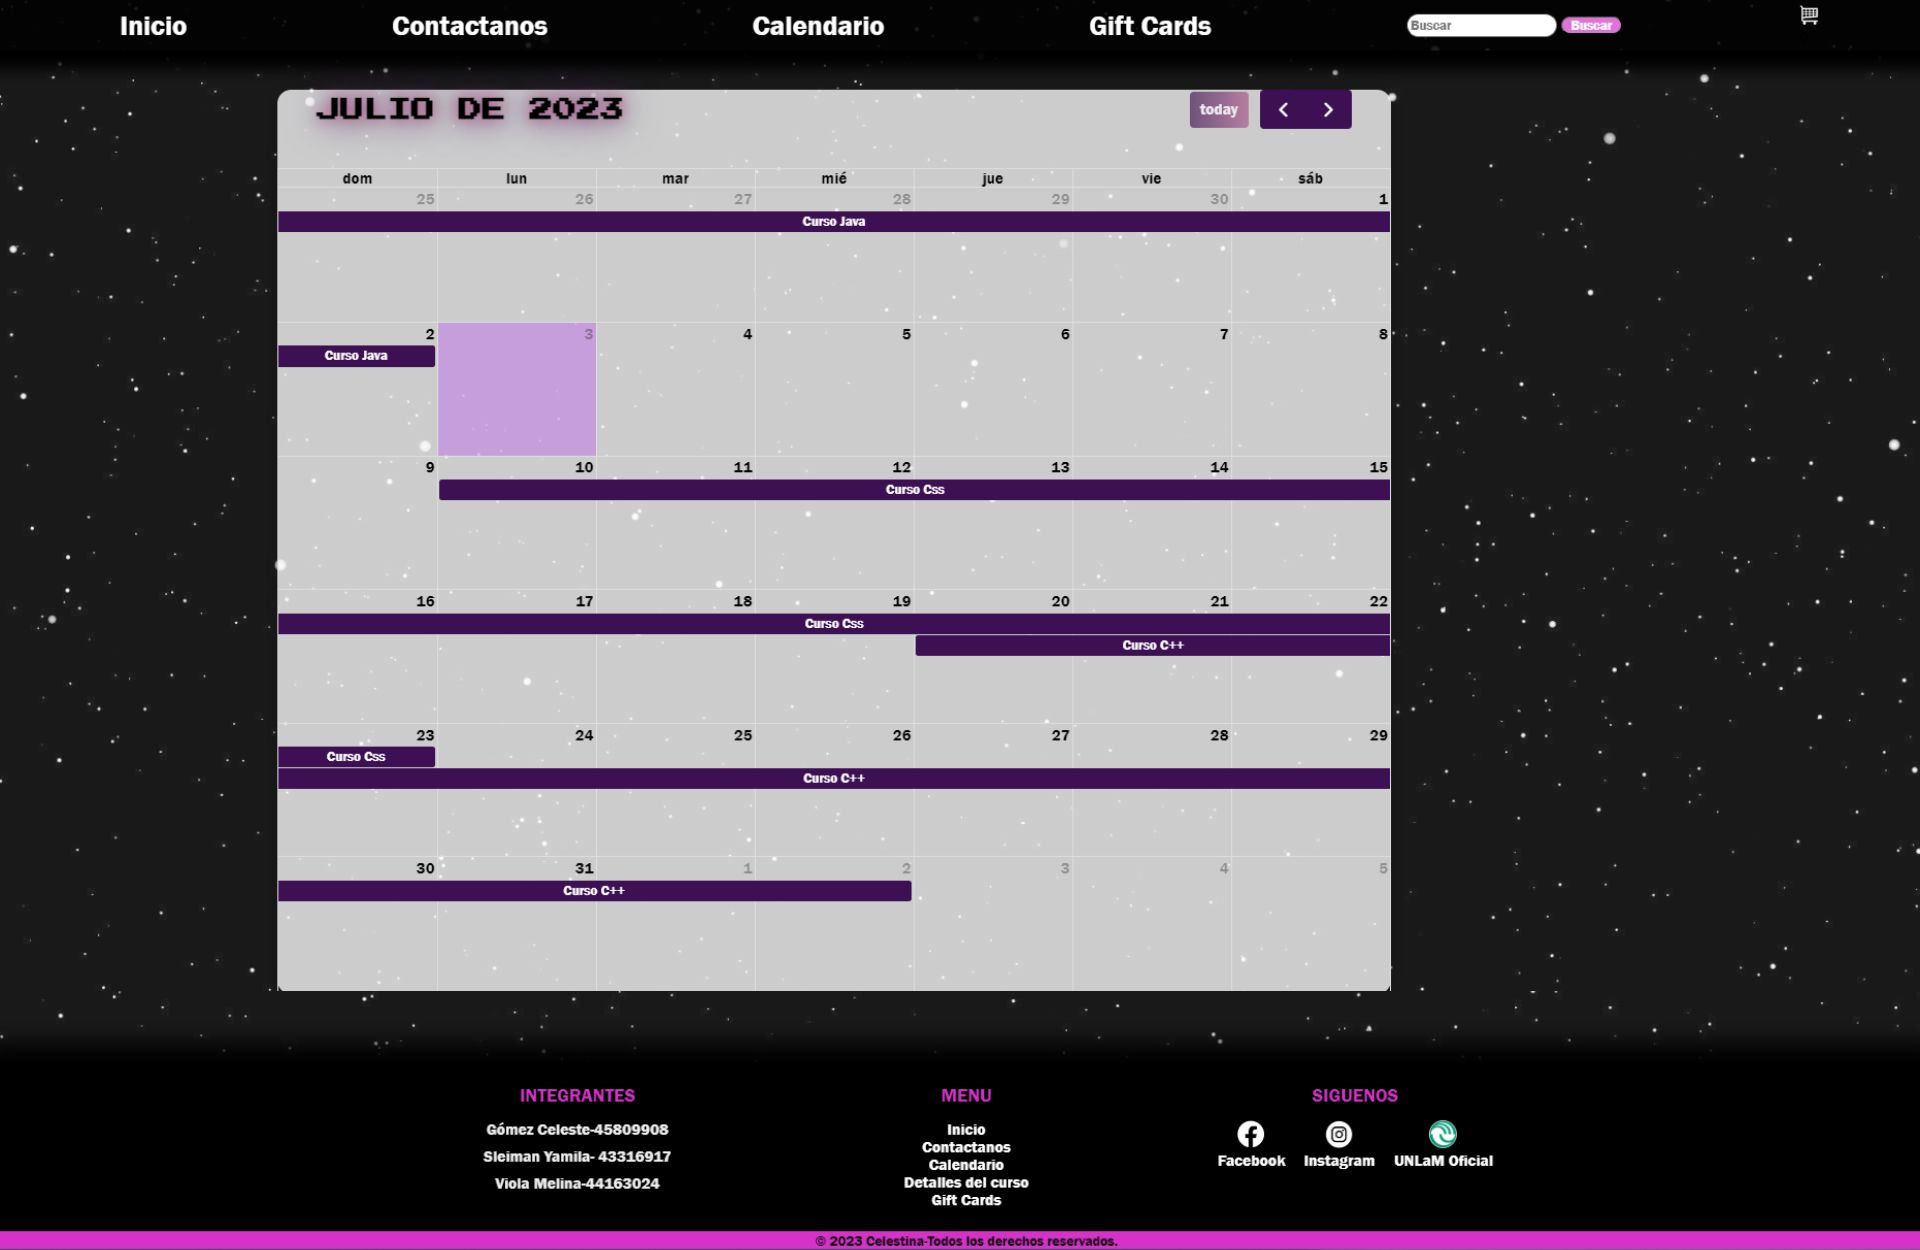 Inicio Contactanos Calendario Gift Cards Buscar Buscar
JULIO DE 2023 today
dom lun mar mié jue vie sáb
25 26 27 28 29 30 1
Curso Java
2 3 4 5 6 7 8
Curso Java
9 10 11 12 13 14 15
Curso Css
16 17 18 19 20 21 22
Curso Css
Curso C++
23 24 25 26 27 28 29
Curso Css
Curso C++
30 31 1 2 3 4 5
Curso C++
INTEGRANTES
Gómez Celeste-45809908
Sleiman Yamila- 43316917
Viola Melina-44163024
MENU
Inicio
Contactanos
Calendario
Detalles del curso
Gift Cards
SIGUENOS
Facebook Instagram UNLaM Oficial
© 2023 Celestina-Todos los derechos reservados.